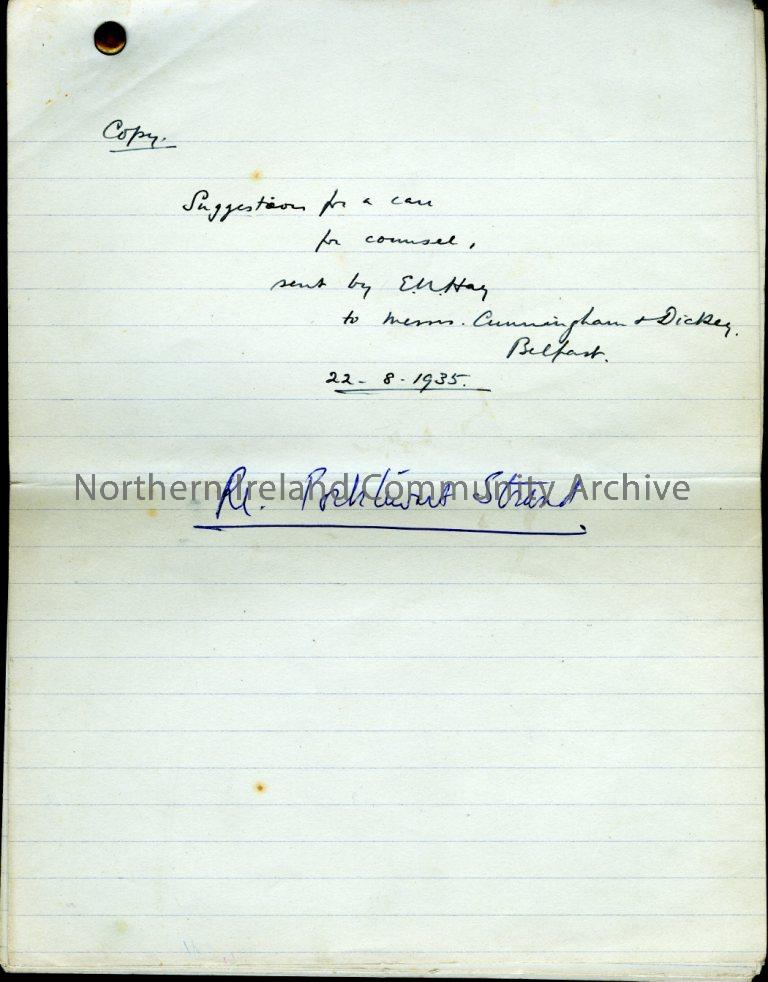 Copy.
Suggestions for a case
for counsel,
sent by E.N. Hay
to Messrs. Cunningham & Dickey.
Belfast.
22-8-1935.
Northern Ireland Community Archive
Re. Strand